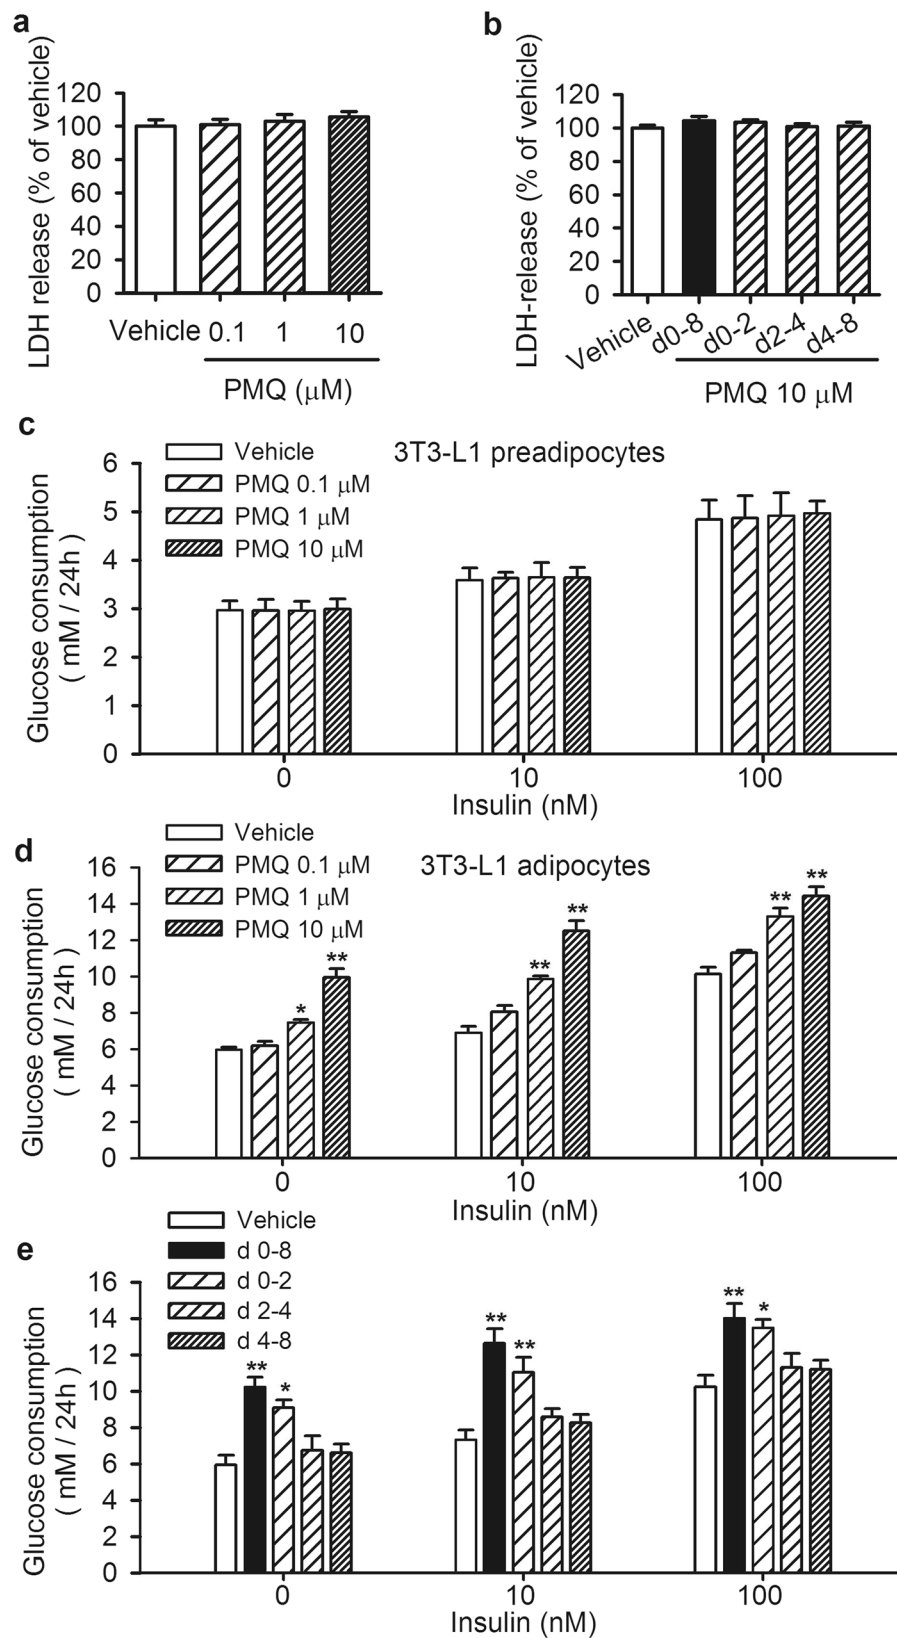 a
LDH release (% of vehicle)
120
100
80
60
40
20
0
Vehicle 0.1 1 10
PMQ (μM)
b
LDH-release (% of vehicle)
120
100
80
60
40
20
0
Vehicle d0-8 d0-2 d2-4 d4-8
PMQ 10 μM
c
3T3-L1 preadipocytes
Vehicle
PMQ 0.1 μM
PMQ 1 μM
PMQ 10 μM
Glucose consumption
( mM / 24h )
6
5
4
3
2
1
0
0 10 100
Insulin (nM)
d
3T3-L1 adipocytes
Vehicle
PMQ 0.1 μM
PMQ 1 μM
PMQ 10 μM
Glucose consumption
( mM / 24h )
16
14
12
10
8
6
4
2
0
* ** ** ** ** **
0 10 100
Insulin (nM)
e
Vehicle
d 0-8
d 0-2
d 2-4
d 4-8
Glucose consumption
( mM / 24h )
16
14
12
10
8
6
4
2
0
** * ** ** ** *
0 10 100
Insulin (nM)